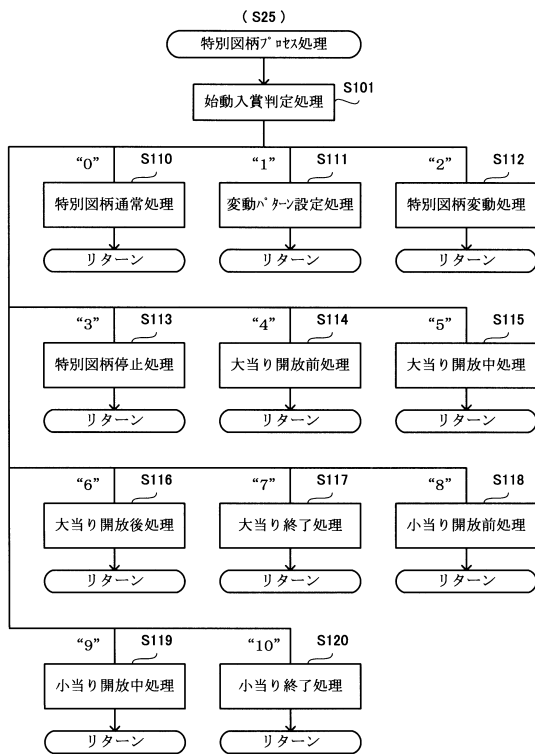 (S25)
特別図柄ﾌﾟﾛｾｽ処理
S101
始動入賞判定処理
“0” S110 “1” S111 “2” S112
特別図柄通常処理 変動ﾊﾟﾀｰﾝ設定処理 特別図柄変動処理
リターン リターン リターン
“3” S113 “4” S114 “5” S115
特別図柄停止処理 大当り開放前処理 大当り開放中処理
リターン リターン リターン
“6” S116 “7” S117 “8” S118
大当り開放後処理 大当り終了処理 小当り開放前処理
リターン リターン リターン
“9” S119 “10” S120
小当り開放中処理 小当り終了処理
リターン リターン